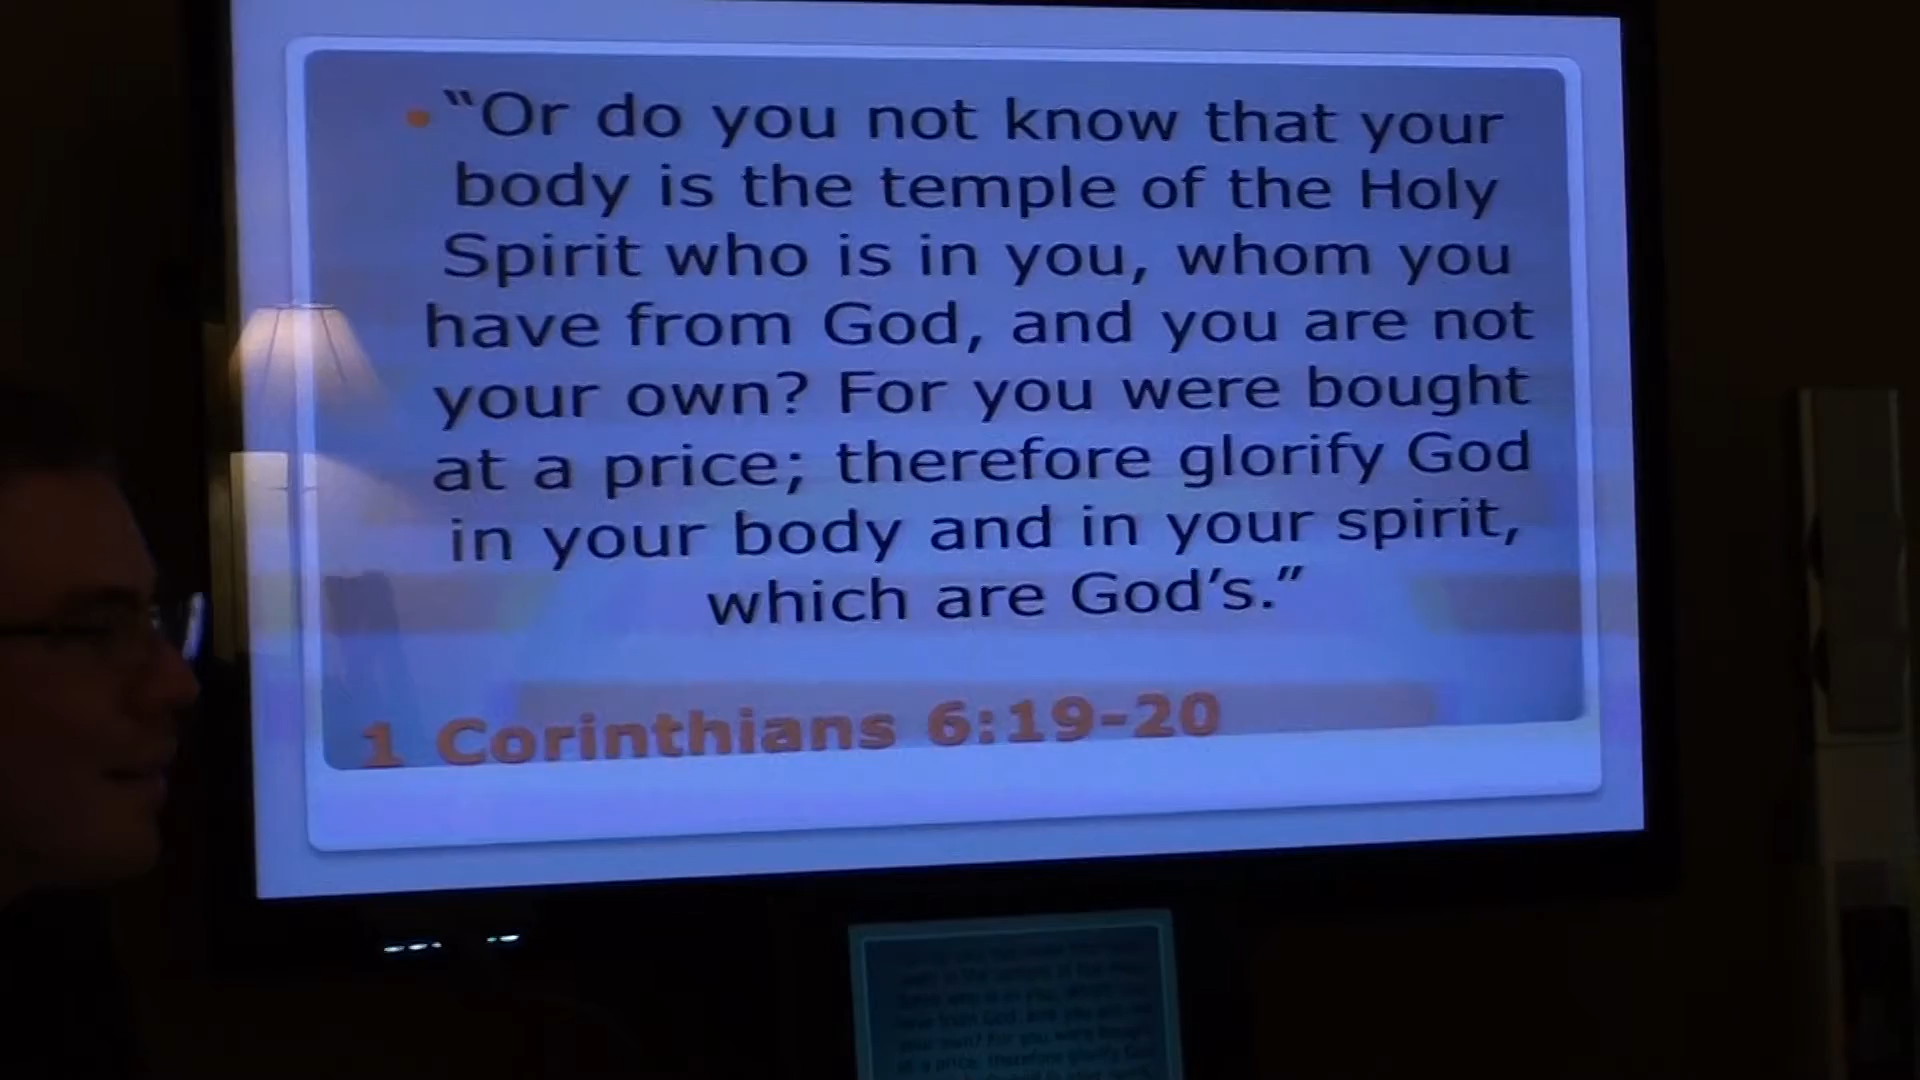 “Or do you not know that your
body is the temple of the Holy
Spirit who is in you, whom you
have from God, and you are not
your own? For you were bought
at a price; therefore glorify God
in your body and in your spirit,
which are God’s.”
1 Corinthians 6:19-20